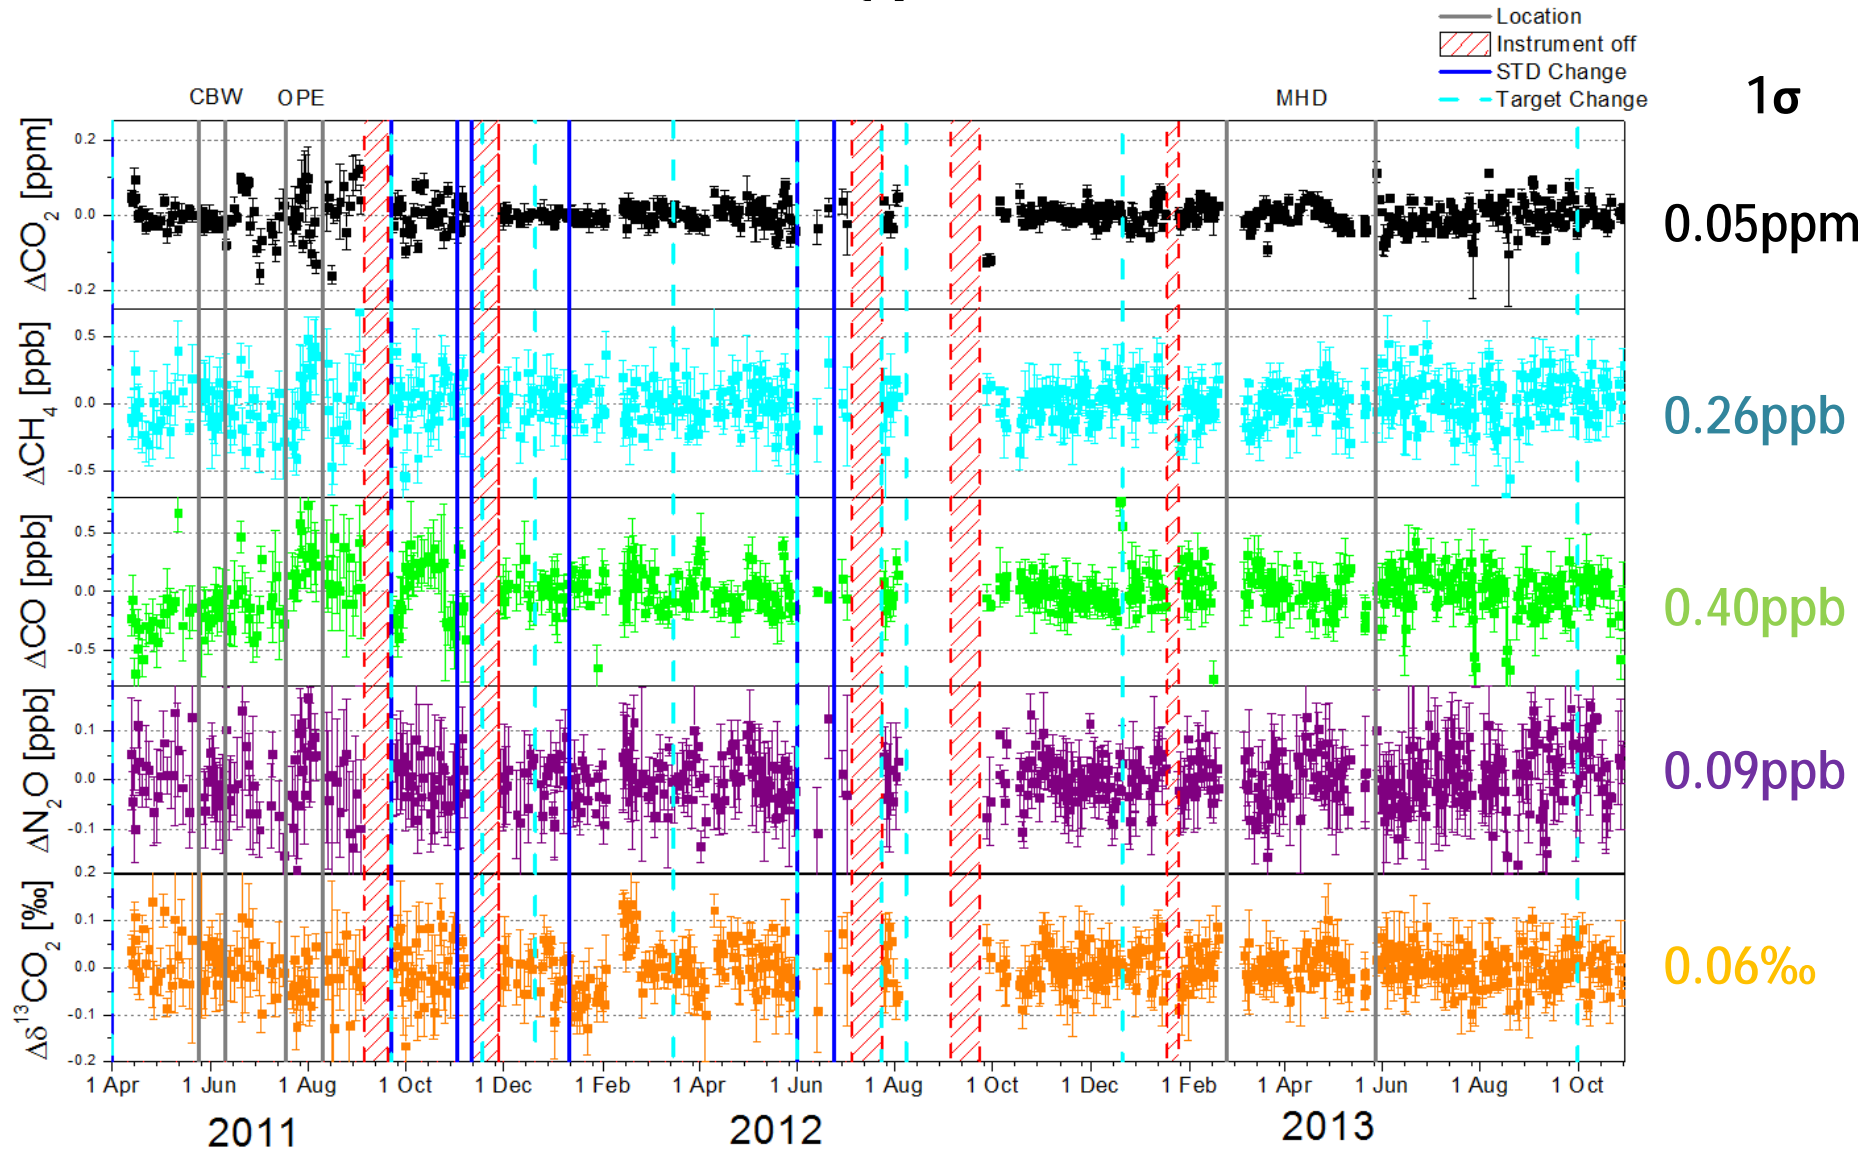 Location
Instrument off
STD Change
Target Change
CBW OPE MHD
1σ
ΔCO2 [ppm]
0.2
0.0
-0.2
0.05ppm
ΔCH4 [ppb]
0.5
0.0
-0.5
0.26ppb
ΔCO [ppb]
0.5
0.0
-0.5
0.40ppb
ΔN2O [ppb]
0.1
0.0
-0.1
0.09ppb
Δδ13CO2 [‰]
0.2
0.1
0.0
-0.1
-0.2
0.06‰
1 Apr 1 Jun 1 Aug 1 Oct 1 Dec 1 Feb 1 Apr 1 Jun 1 Aug 1 Oct 1 Dec 1 Feb 1 Apr 1 Jun 1 Aug 1 Oct
2011 2012 2013